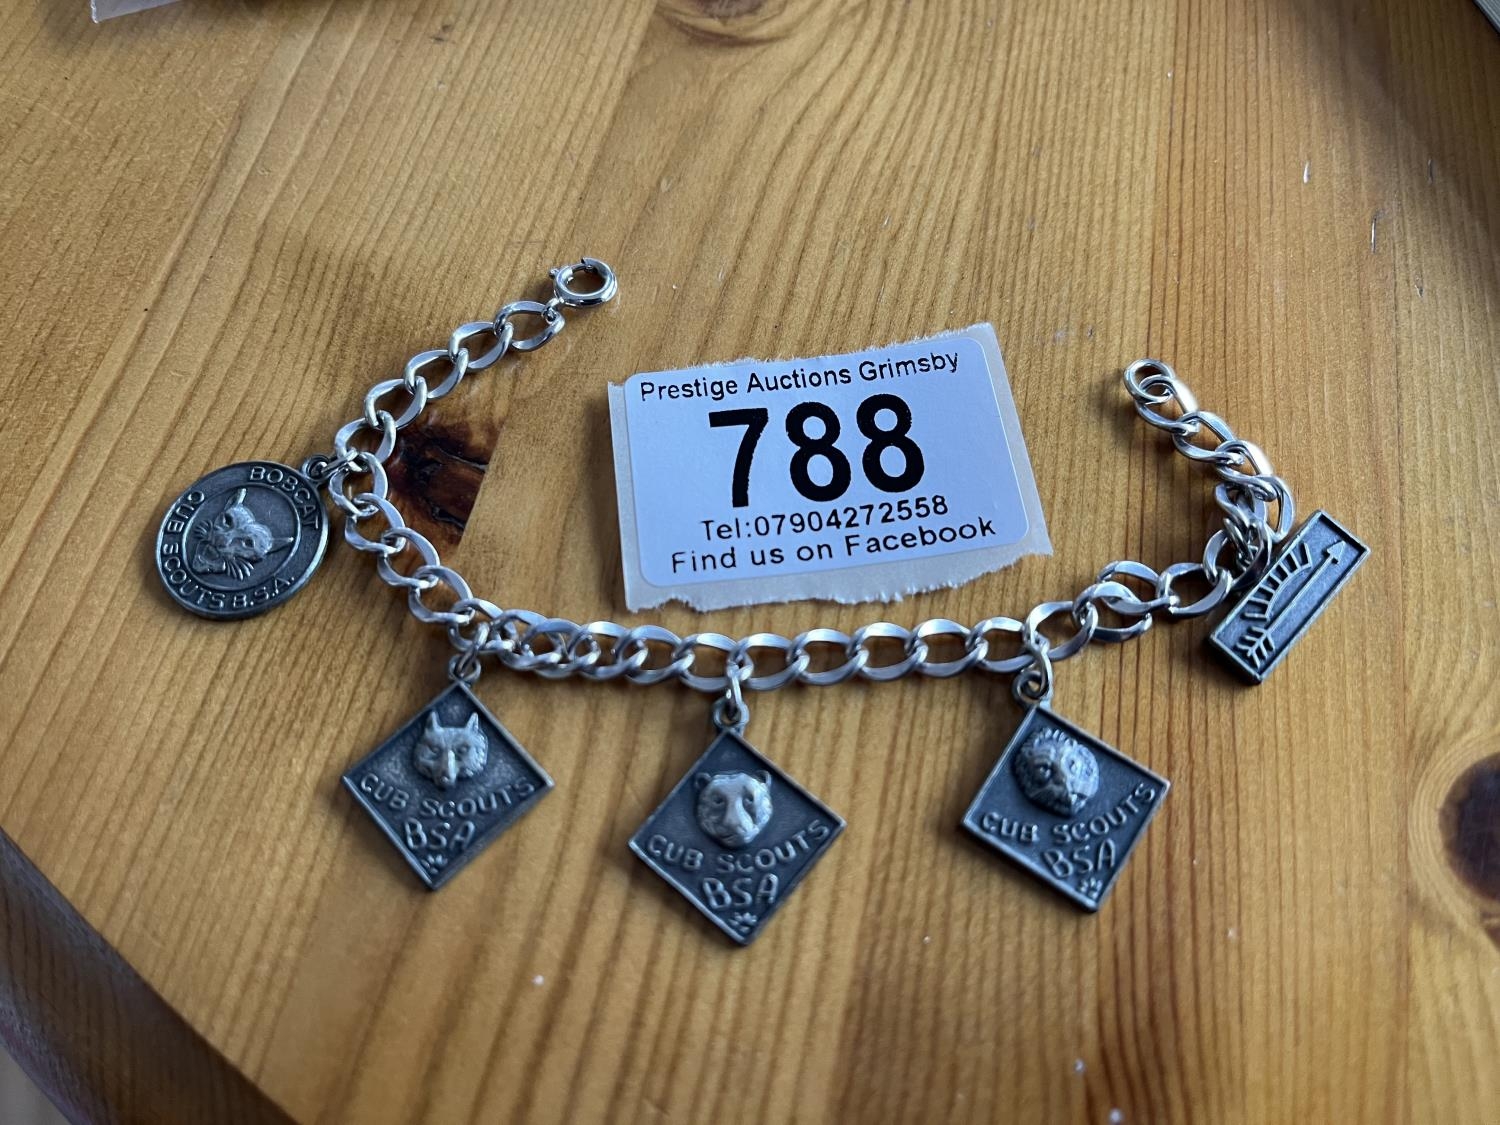 Prestige Auctions Grimsby
788
Tel:07904272558
Find us on Facebook
BOBCAT
CUB SCOUTS B.S.A.
CUB SCOUTS
BSA
CUB SCOUTS
BSA
CUB SCOUTS
BSA